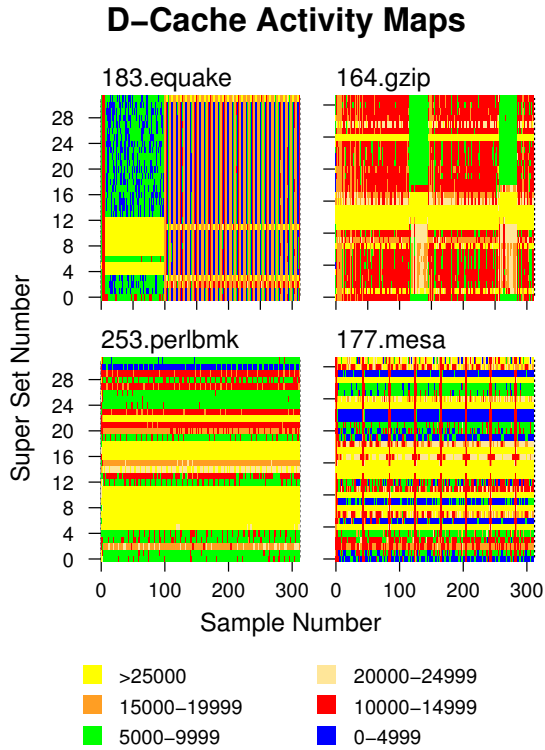 D−Cache Activity Maps
183.equake
164.gzip
28
24
20
16
12
8
4
0
253.perlbmk
177.mesa
28
24
20
16
12
8
4
0
Super Set Number
0 100 200 300
0 100 200 300
Sample Number
>25000
20000−24999
15000−19999
10000−14999
5000−9999
0−4999